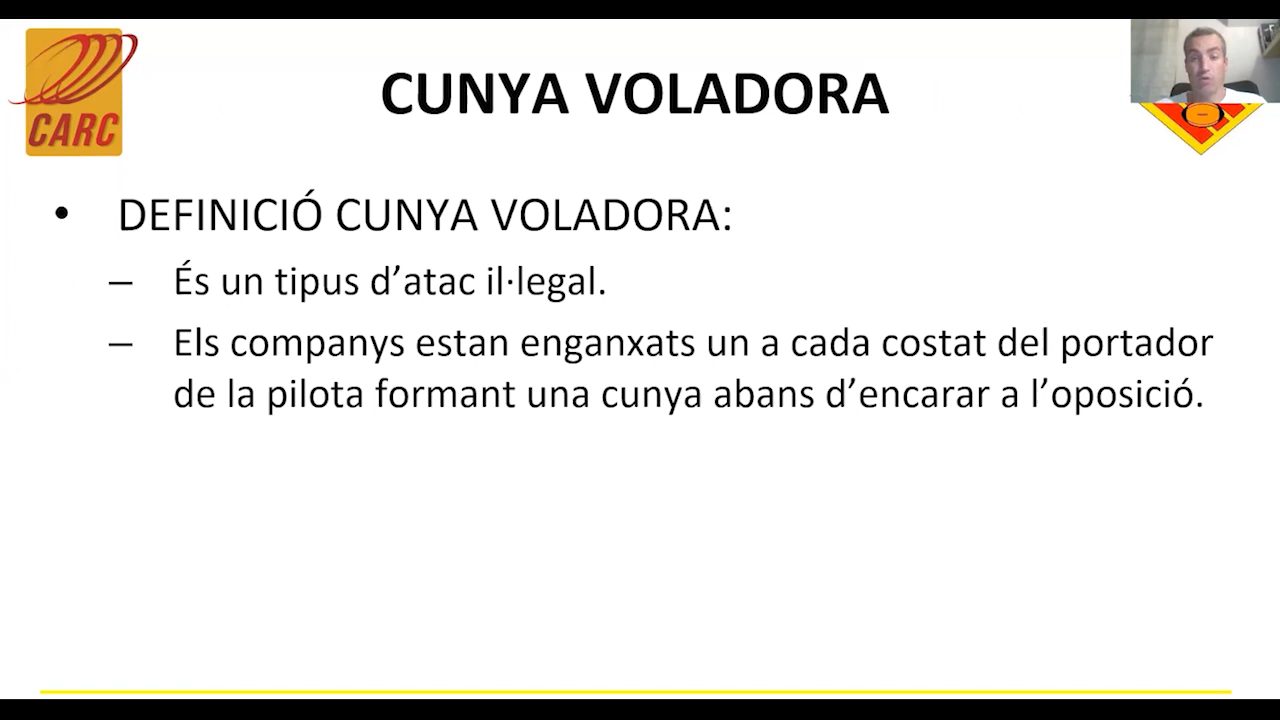 CARC
CUNYA VOLADORA
• DEFINICIÓ CUNYA VOLADORA:
– És un tipus d’atac il·legal.
– Els companys estan enganxats un a cada costat del portador
de la pilota formant una cunya abans d’encarar a l’oposició.